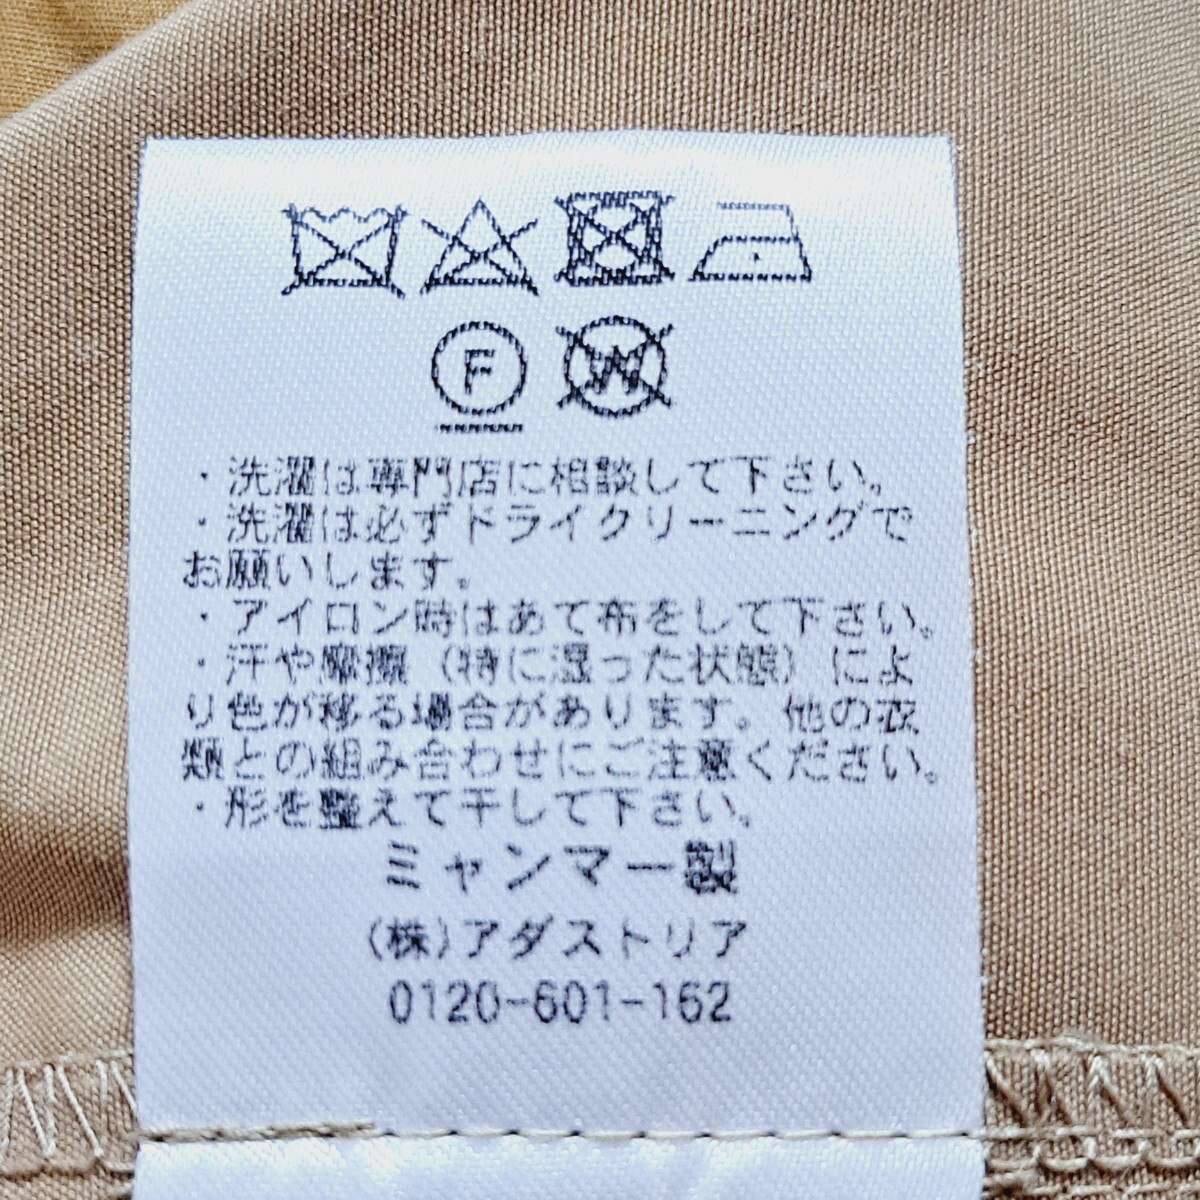 F W
・洗濯は専門店に相談して下さい。
・洗濯は必ずドライクリーニングで
お願いします。
・アイロン時はあて布をして下さい。
・汗や摩擦（特に湿った状態）によ
り色が移る場合があります。他の衣
類との組み合わせにご注意ください。
・形を整えて干して下さい。
ミャンマー製
(株)アダストリア
0120-601-162